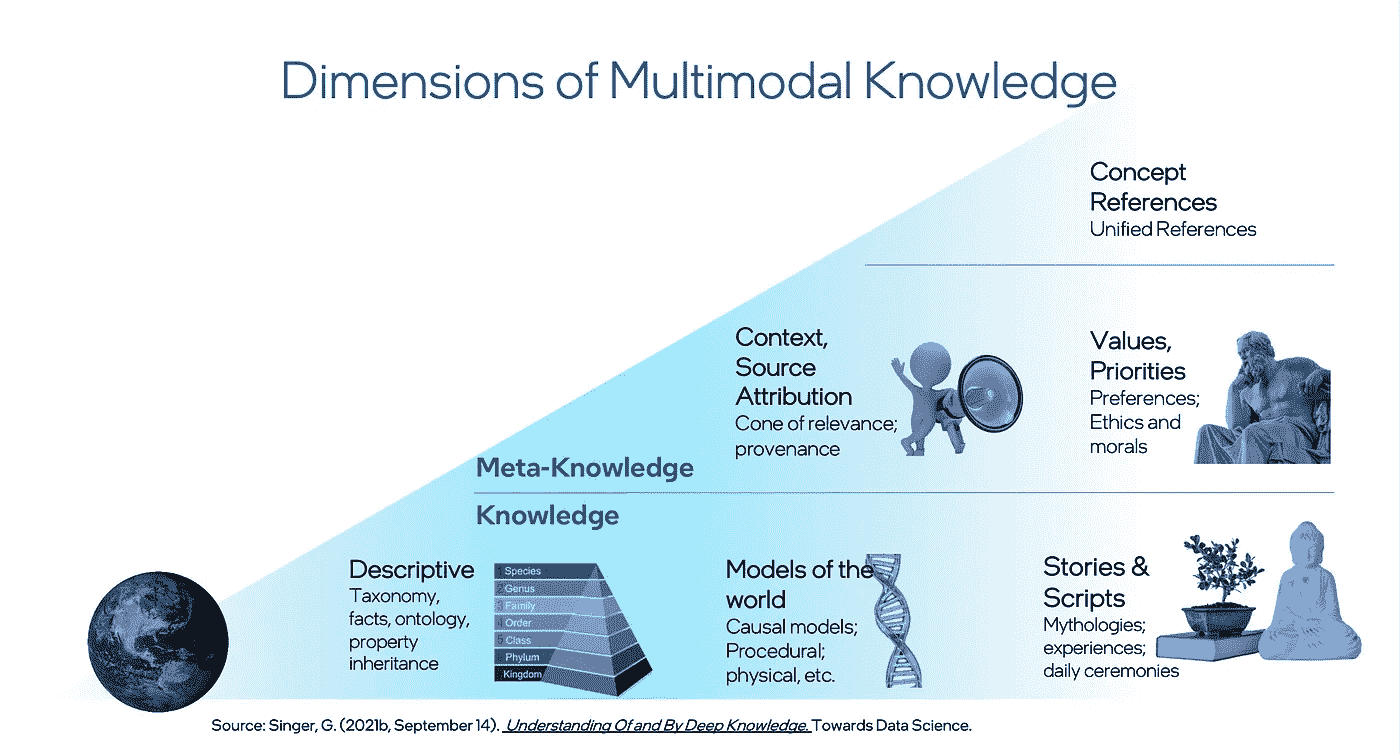 Dimensions of Multimodal Knowledge
Concept
References
Unified References
Context,
Source
Attribution
Cone of relevance;
provenance
Values,
Priorities
Preferences;
Ethics and
morals
Meta-Knowledge
Knowledge
Descriptive
Taxonomy,
facts, ontology,
property
inheritance
1 Species
2 Genus
3 Family
4 Order
5 Class
Phylum
Kingdom
Models of the
world
Causal models;
Procedural;
physical, etc.
Stories &
Scripts
Mythologies;
experiences;
daily ceremonies
Source: Singer, G. (2021b, September 14). Understanding Of and By Deep Knowledge. Towards Data Science.